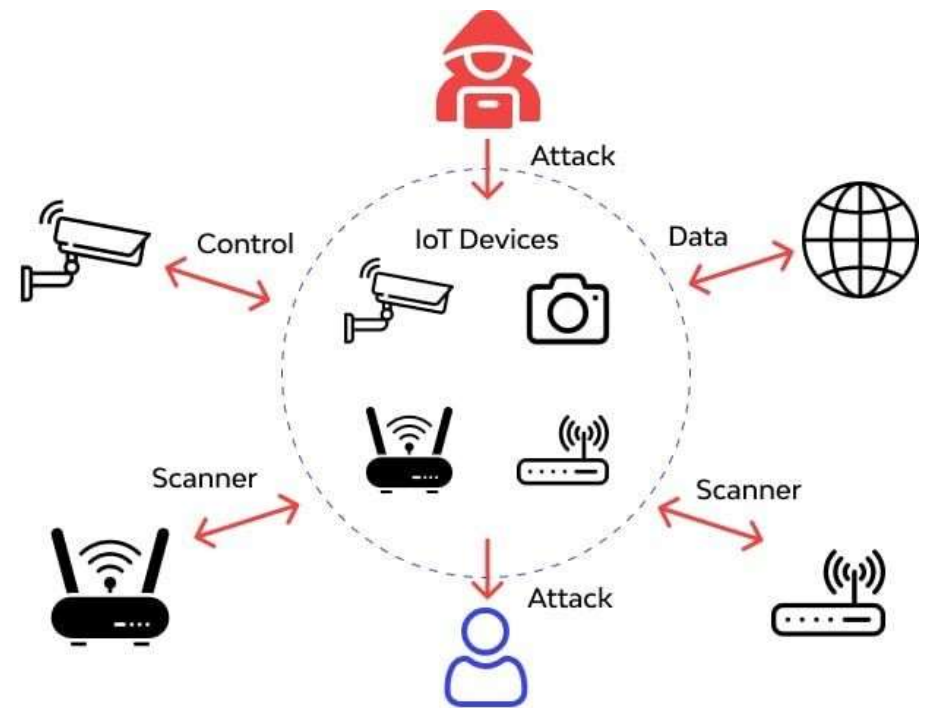 Attack
Control
IoT Devices
Data
Scanner
Scanner
Attack